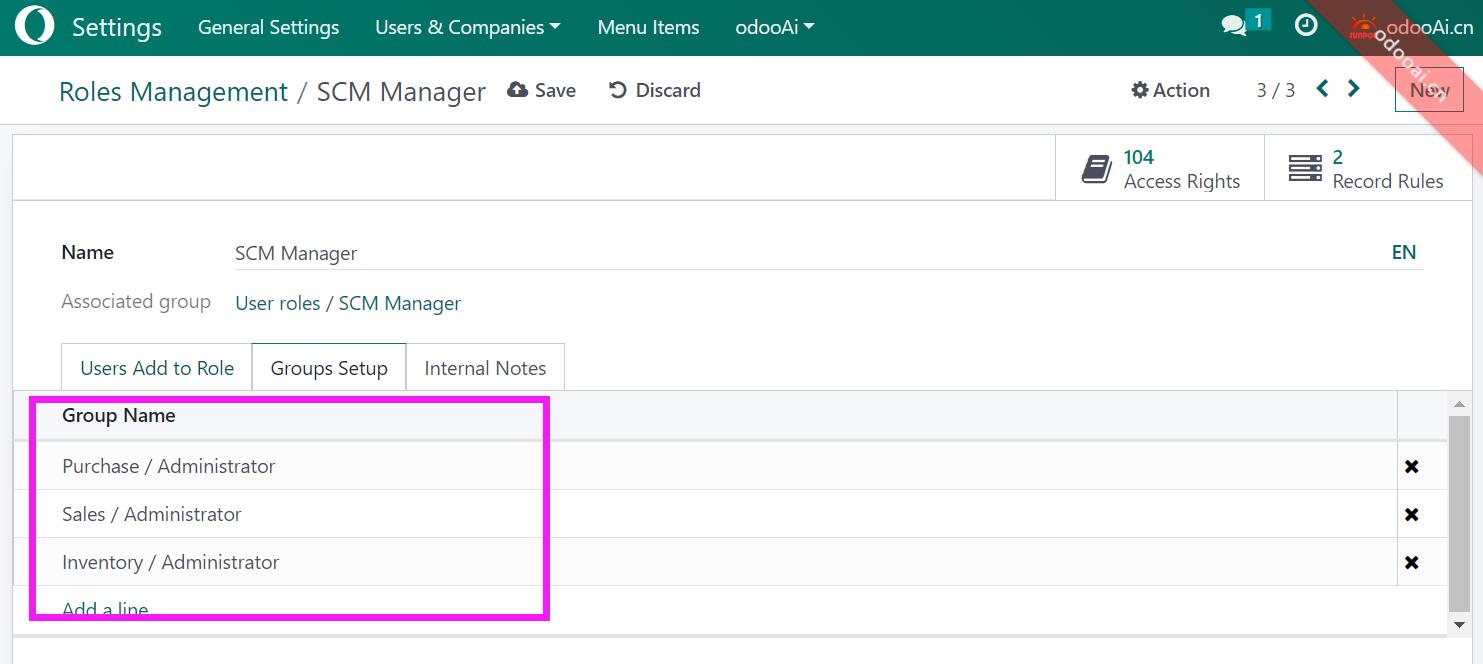 Settings General Settings Users & Companies Menu Items odooAi 1 SUNPOP odooAi.cn
odooai.cn
Roles Management / SCM Manager Save Discard Action 3 / 3 New
104
Access Rights
2
Record Rules
Name SCM Manager EN
Associated group User roles / SCM Manager
Users Add to Role Groups Setup Internal Notes
Group Name
Purchase / Administrator
Sales / Administrator
Inventory / Administrator
Add a line